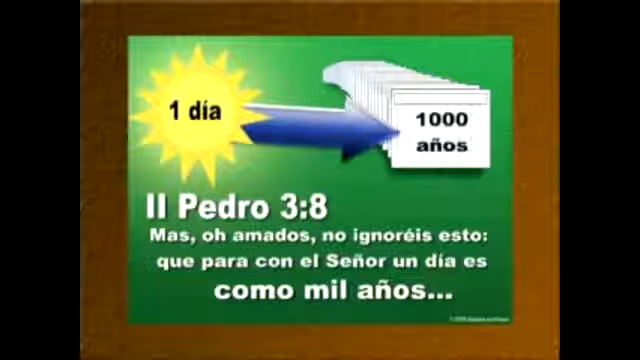 1 día
1000
años
II Pedro 3:8
Mas, oh amados, no ignoréis esto:
que para con el Señor un día es
como mil años...